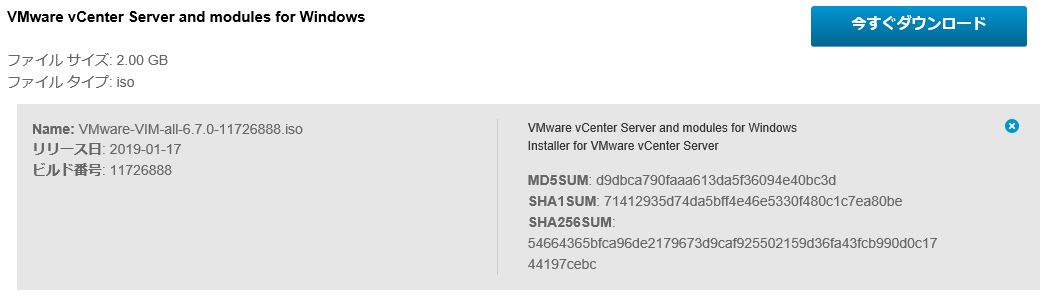 VMware vCenter Server and modules for Windows
今すぐダウンロード
ファイル サイズ: 2.00 GB
ファイル タイプ: iso
Name: VMware-VIM-all-6.7.0-11726888.iso
リリース日: 2019-01-17
ビルド番号: 11726888
VMware vCenter Server and modules for Windows
Installer for VMware vCenter Server
MD5SUM: d9dbca790faaa613da5f36094e40bc3d
SHA1SUM: 71412935d74da5bff4e46e5330f480c1c7ea80be
SHA256SUM:
54664365bfca96de2179673d9caf925502159d36fa43fcb990d0c17
44197cebc